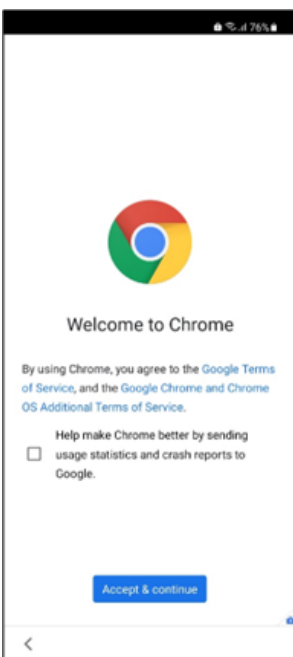 76%
Welcome to Chrome
By using Chrome, you agree to the Google Terms
of Service, and the Google Chrome and Chrome
OS Additional Terms of Service.
Help make Chrome better by sending
usage statistics and crash reports to
Google.
Accept & continue